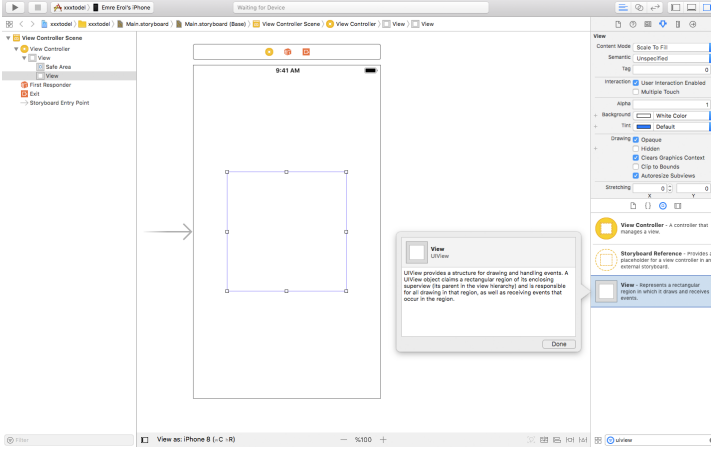 xxxtodel › Emre Erol's iPhone
Waiting for Device
xxxtodel › xxxtodel › Main.storyboard › Main.storyboard (Base) › View Controller Scene › View Controller › View › View
View Controller Scene
View Controller
View
Safe Area
View
First Responder
Exit
Storyboard Entry Point
9:41 AM
View
UIView
UIView provides a structure for drawing and handling events. A
UIView object claims a rectangular region of its enclosing
superview (its parent in the view hierarchy) and is responsible
for all drawing in that region, as well as receiving events that
occur in the region.
Done
View
Content Mode Scale To Fill
Semantic Unspecified
Tag 0
Interaction User Interaction Enabled
Multiple Touch
Alpha 1
+ Background White Color
+ Tint Default
Drawing Opaque
+ Hidden
Clears Graphics Context
Clip to Bounds
Autoresize Subviews
Stretching 0 0
X Y
View Controller - A controller that
manages a view.
Storyboard Reference - Provides a
placeholder for a view controller in an
external storyboard.
View - Represents a rectangular
region in which it draws and receives
events.
Filter
View as: iPhone 8 (wC hR)
— %100 +
uiview